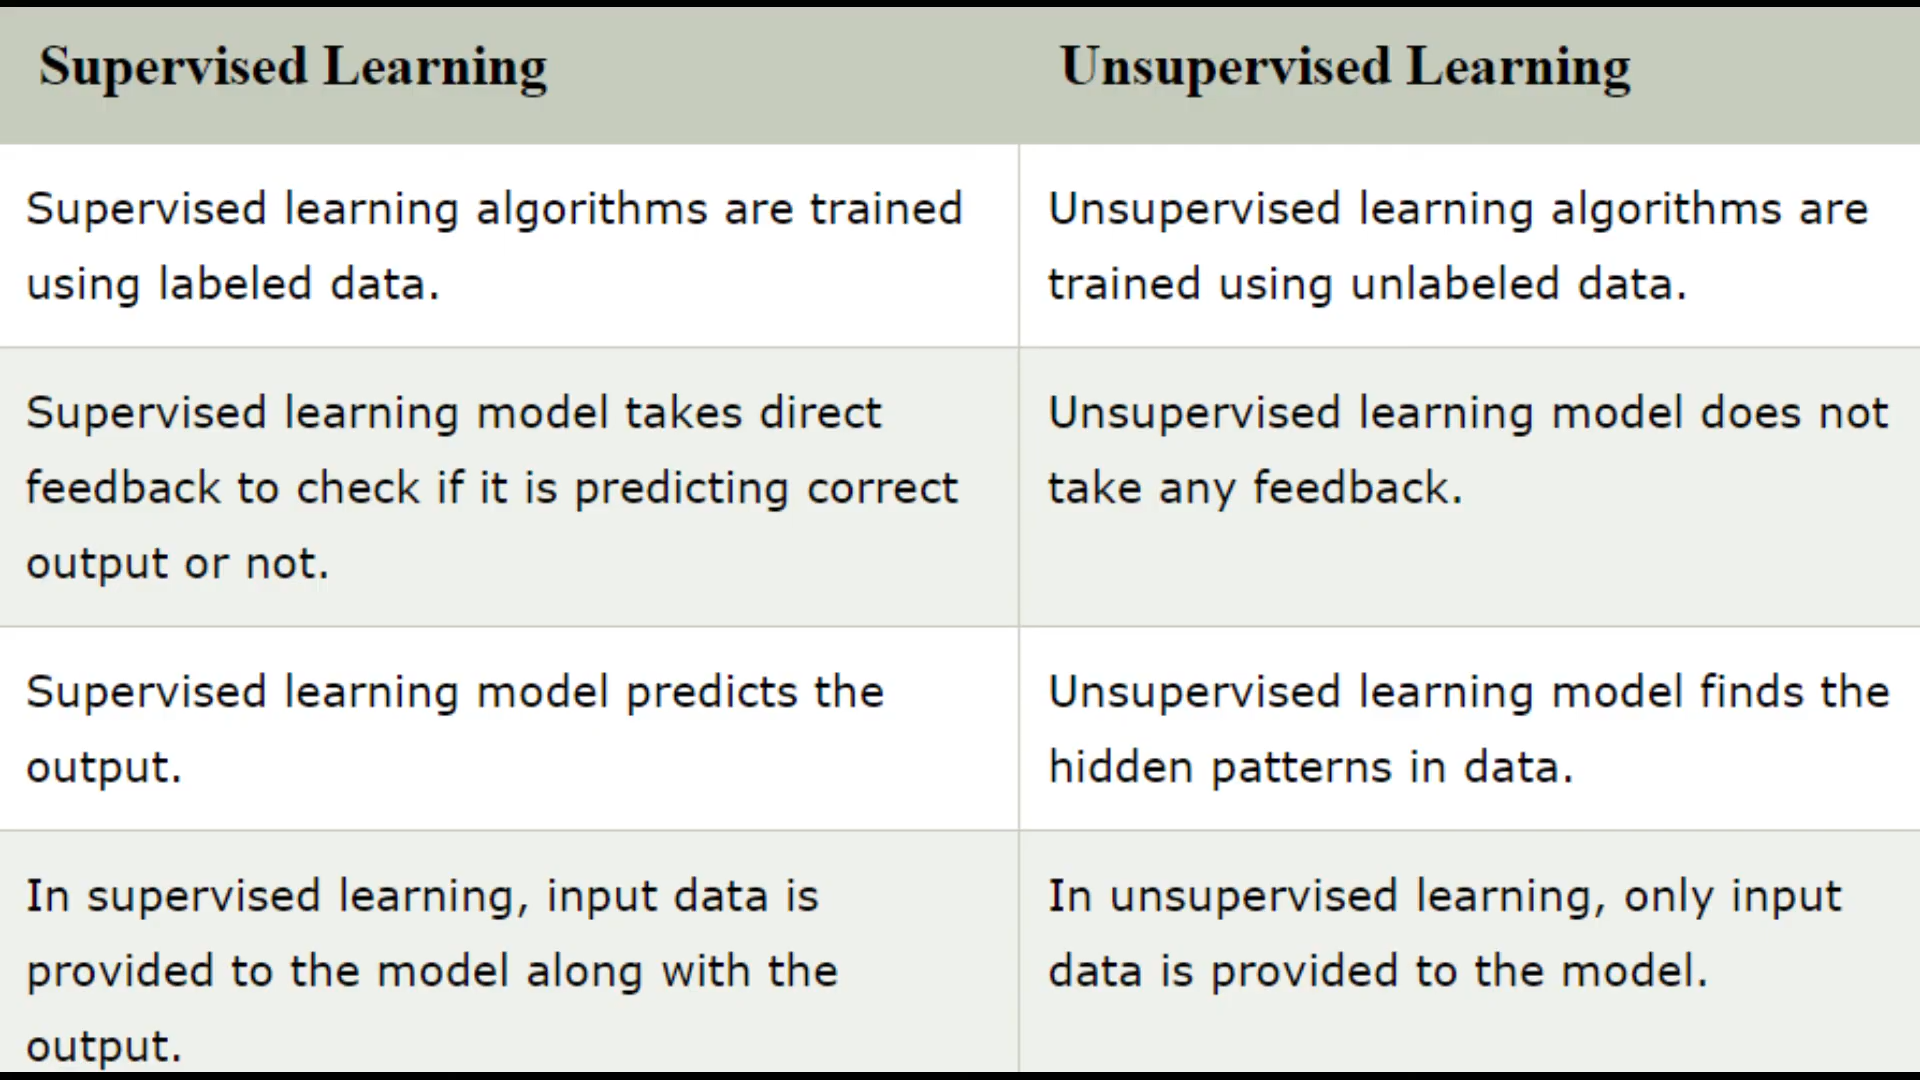 Supervised Learning
Unsupervised Learning
Supervised learning algorithms are trained
using labeled data.
Unsupervised learning algorithms are
trained using unlabeled data.
Supervised learning model takes direct
feedback to check if it is predicting correct
output or not.
Unsupervised learning model does not
take any feedback.
Supervised learning model predicts the
output.
Unsupervised learning model finds the
hidden patterns in data.
In supervised learning, input data is
provided to the model along with the
output.
In unsupervised learning, only input
data is provided to the model.